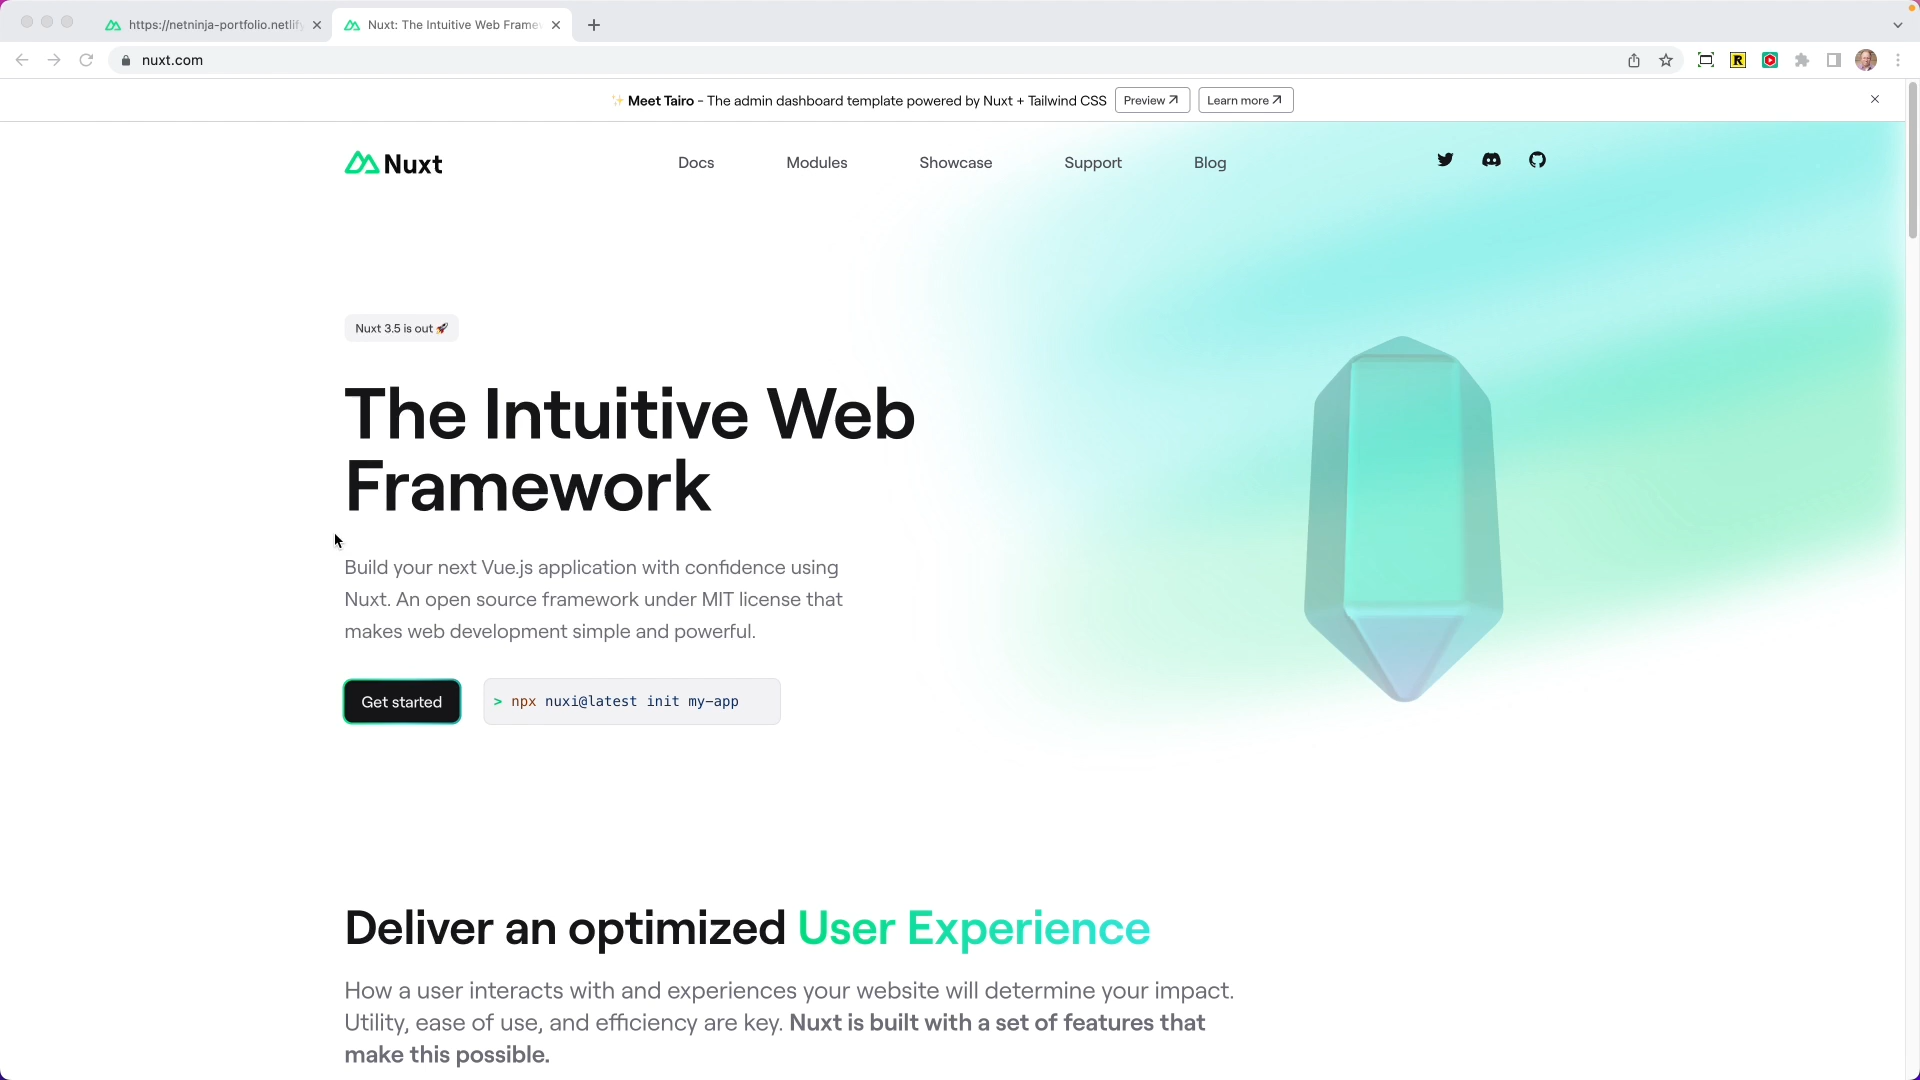 https://netninja-portfolio.netlify
Nuxt: The Intuitive Web Frame
nuxt.com
✨ Meet Tairo - The admin dashboard template powered by Nuxt + Tailwind CSS
Preview
Learn more
Nuxt
Docs
Modules
Showcase
Support
Blog
Nuxt 3.5 is out 🚀
The Intuitive Web
Framework
Build your next Vue.js application with confidence using
Nuxt. An open source framework under MIT license that
makes web development simple and powerful.
Get started
> npx nuxi@latest init my-app
Deliver an optimized User Experience
How a user interacts with and experiences your website will determine your impact.
Utility, ease of use, and efficiency are key. Nuxt is built with a set of features that
make this possible.